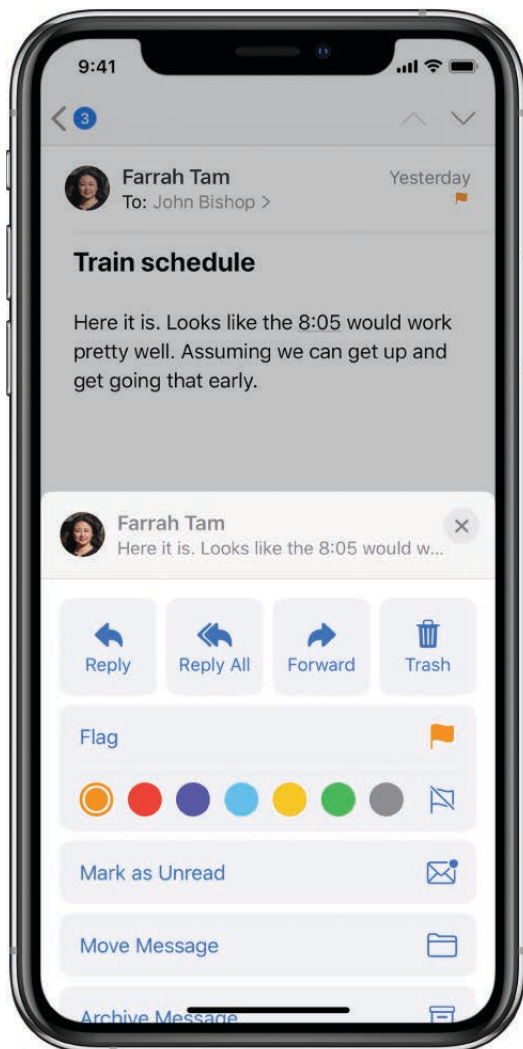 9:41
3
Farrah Tam
Yesterday
To: John Bishop >
Train schedule
Here it is. Looks like the 8:05 would work
pretty well. Assuming we can get up and
get going that early.
Farrah Tam
Here it is. Looks like the 8:05 would w...
Reply
Reply All
Forward
Trash
Flag
Mark as Unread
Move Message
Archive Message